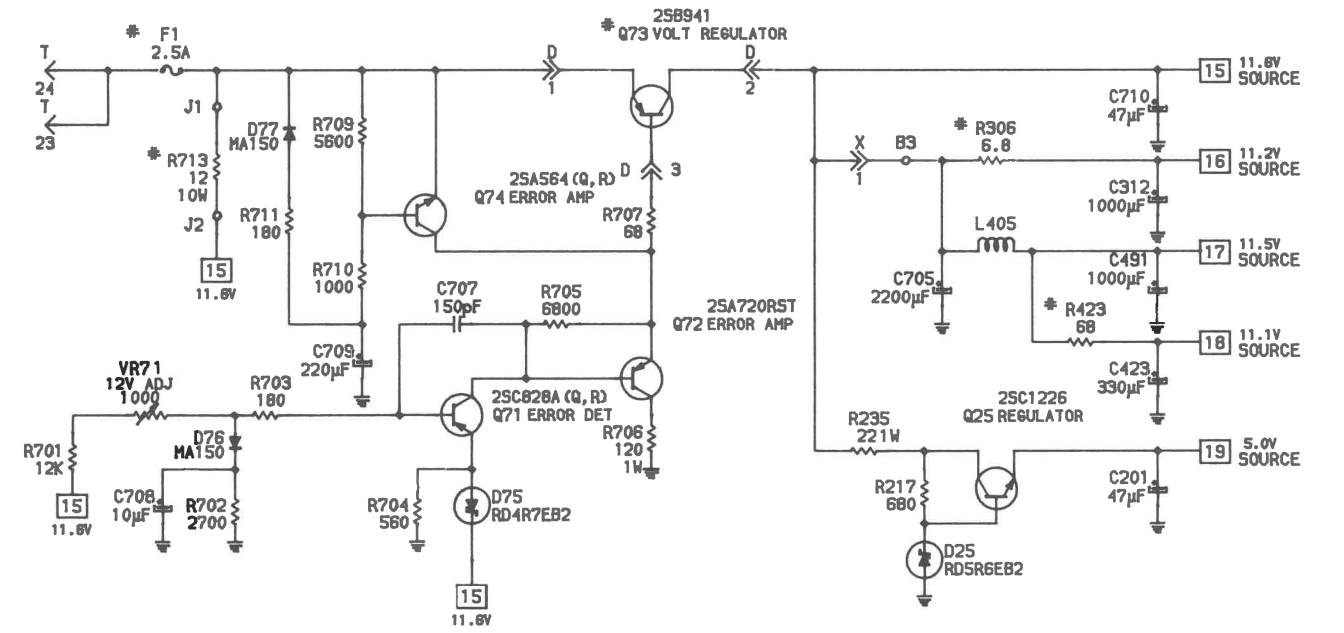 2SB941
# Q73 VOLT REGULATOR
# F1
2.5A
T
24
T
23
D
1
D
2
15
11.6V
SOURCE
J1
# R713
12
10W
J2
15
11.6V
D77
MA150
R709
5600
R711
180
R710
1000
2SA564 (Q,R)
Q74 ERROR AMP
D 3
R707
68
C710
47µF
X
1
B3
# R306
6.8
16
11.2V
SOURCE
C312
1000µF
L405
17
11.5V
SOURCE
C705
2200µF
C491
1000µF
# R423
68
18
11.1V
SOURCE
C423
330µF
C707
150pF
R705
6800
2SA720RST
Q72 ERROR AMP
C709
220µF
VR71
12V ADJ
1000
R703
180
2SC828A (Q,R)
Q71 ERROR DET
R706
120
1W
2SC1226
Q25 REGULATOR
R701
12K
15
11.6V
D76
MA150
C708
10µF
R702
2700
R704
560
D75
RD4R7EB2
15
11.6V
R235
221W
R217
680
D25
RD5R6EB2
19
5.0V
SOURCE
C201
47µF